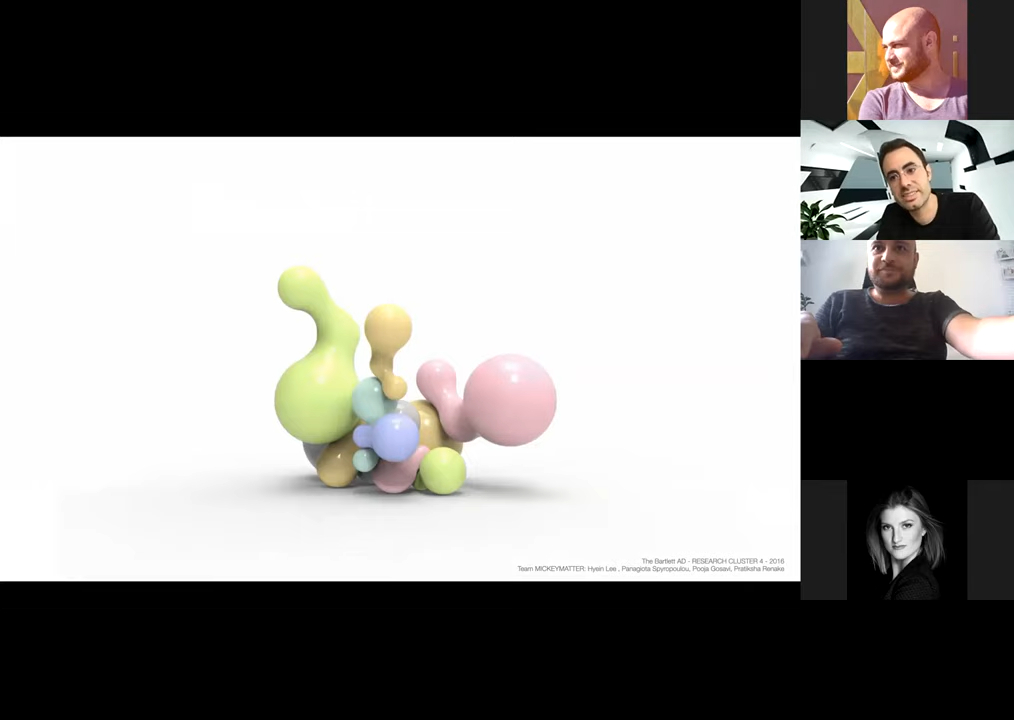 The Bartlett AD - RESEARCH CLUSTER 4 - 2016
Team MICKEYMATTER: Hyein Lee , Panagiota Spyropoulou, Pooja Gosavi, Pratiksha Renake